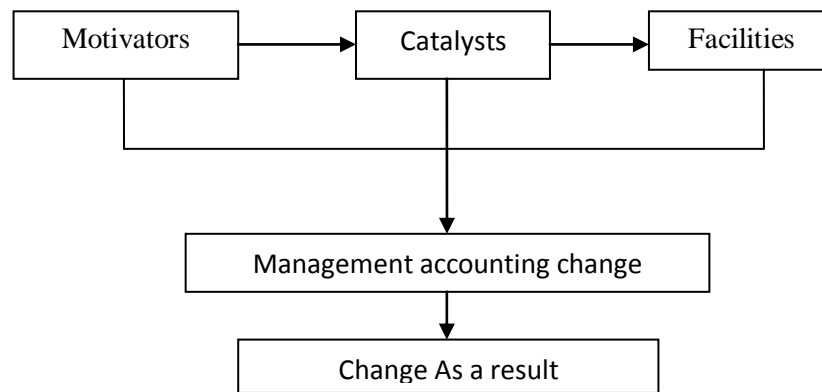 Motivators
Catalysts
Facilities
Management accounting change
Change As a result